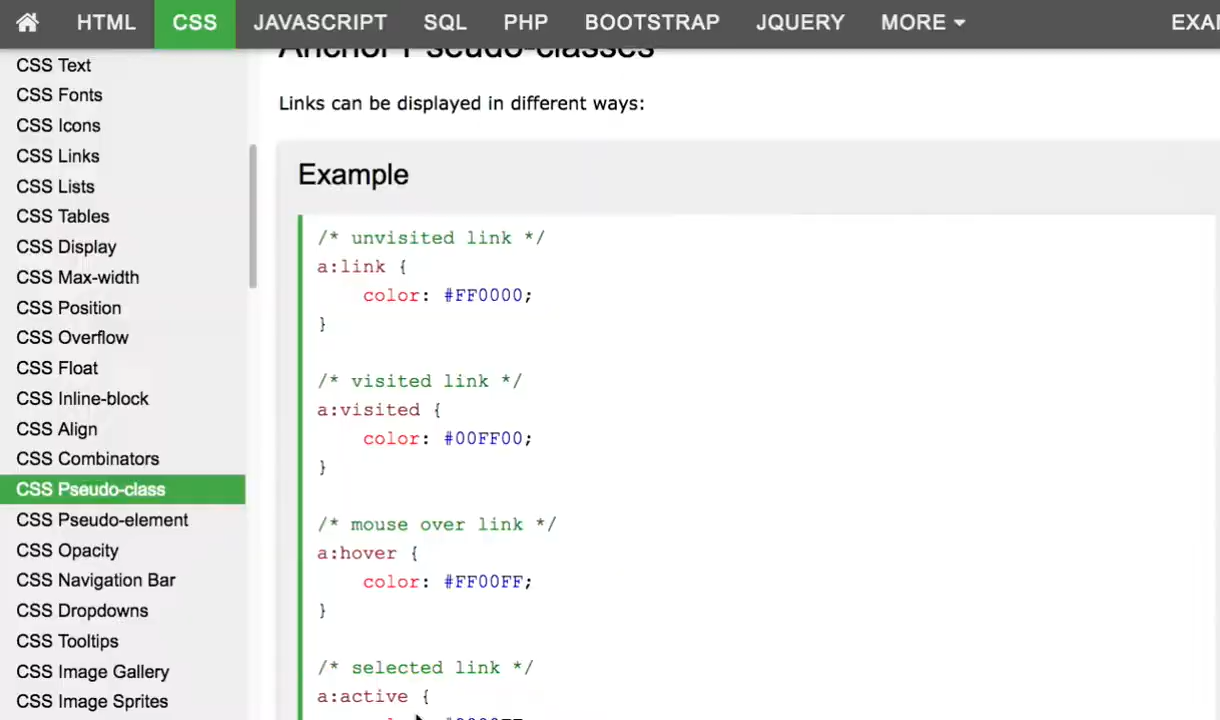 HTML CSS JAVASCRIPT SQL PHP BOOTSTRAP JQUERY MORE
CSS Text
CSS Fonts
CSS Icons
CSS Links
CSS Lists
CSS Tables
CSS Display
CSS Max-width
CSS Position
CSS Overflow
CSS Float
CSS Inline-block
CSS Align
CSS Combinators
CSS Pseudo-class
CSS Pseudo-element
CSS Opacity
CSS Navigation Bar
CSS Dropdowns
CSS Tooltips
CSS Image Gallery
CSS Image Sprites
Anchor Pseudo-classes
Links can be displayed in different ways:
Example
/* unvisited link */
a:link {
color: #FF0000;
}
/* visited link */
a:visited {
color: #00FF00;
}
/* mouse over link */
a:hover {
color: #FF00FF;
}
/* selected link */
a:active {